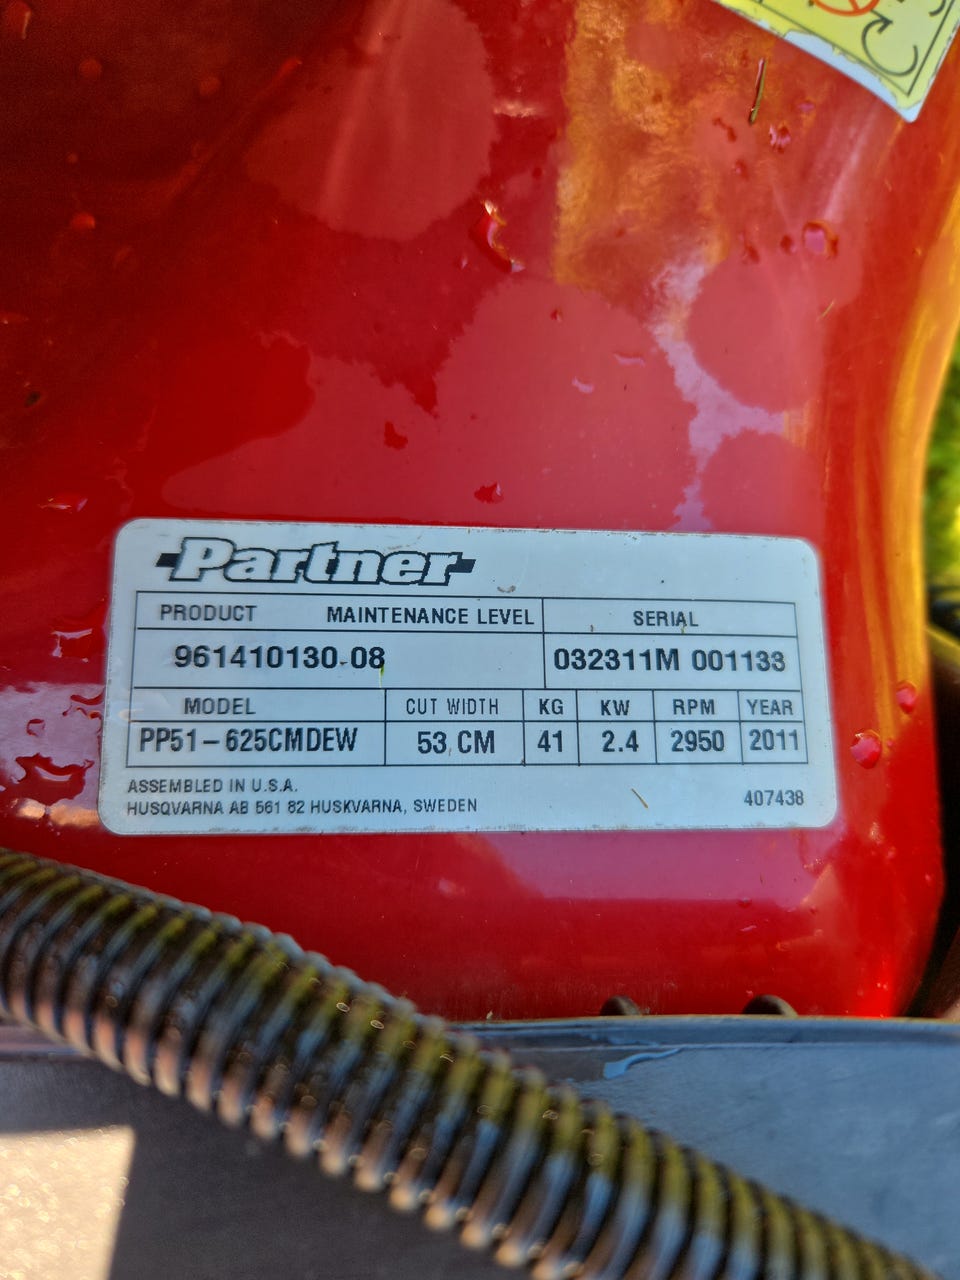 Partner
PRODUCT MAINTENANCE LEVEL SERIAL
961410130-08 032311M 001133
MODEL CUT WIDTH KG KW RPM YEAR
PP51-625CMDEW 53 CM 41 2.4 2950 2011
ASSEMBLED IN U.S.A.
HUSQVARNA AB 561 82 HUSKVARNA, SWEDEN 407438